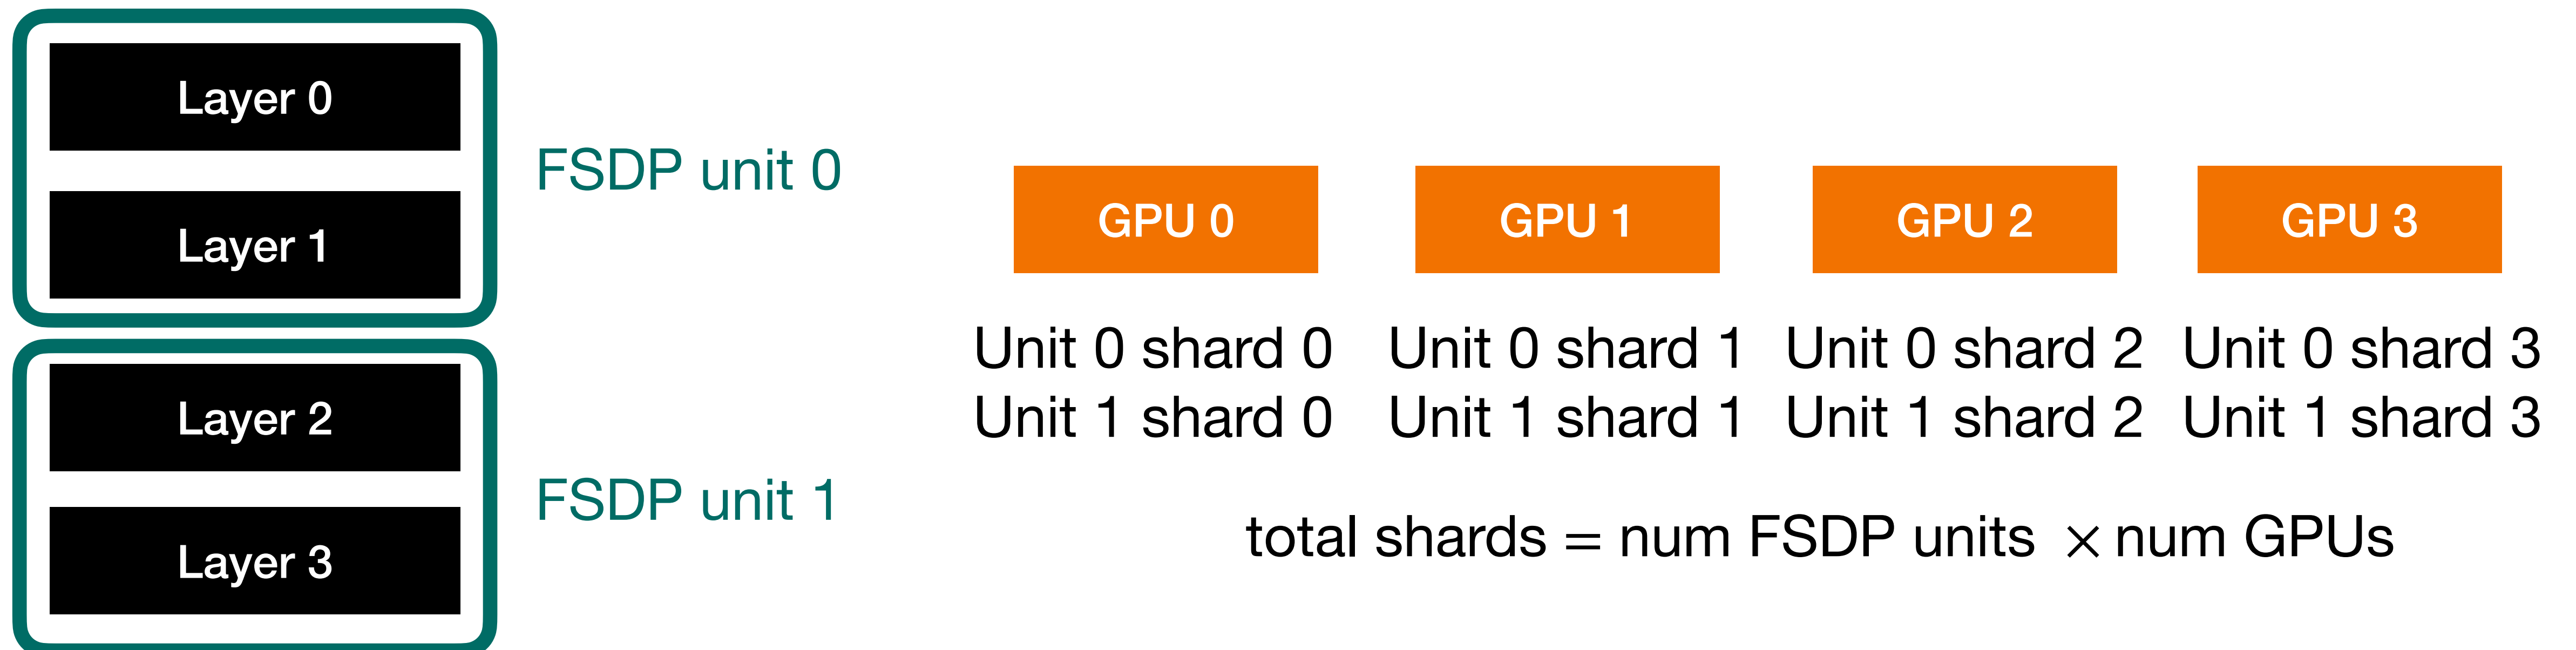 Layer 0
Layer 1
FSDP unit 0
Layer 2
Layer 3
FSDP unit 1
GPU 0
GPU 1
GPU 2
GPU 3
Unit 0 shard 0
Unit 1 shard 0
Unit 0 shard 1
Unit 1 shard 1
Unit 0 shard 2
Unit 1 shard 2
Unit 0 shard 3
Unit 1 shard 3
total shards = num FSDP units × num GPUs